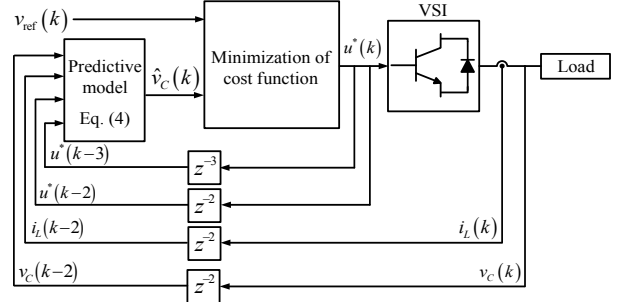 v_ref(k)
Predictive
model
Eq. (4)
v̂_C(k)
Minimization of
cost function
u*(k)
VSI
Load
u*(k−3)
z⁻³
u*(k−2)
z⁻²
i_L(k−2)
z⁻²
i_L(k)
v_C(k−2)
z⁻²
v_C(k)